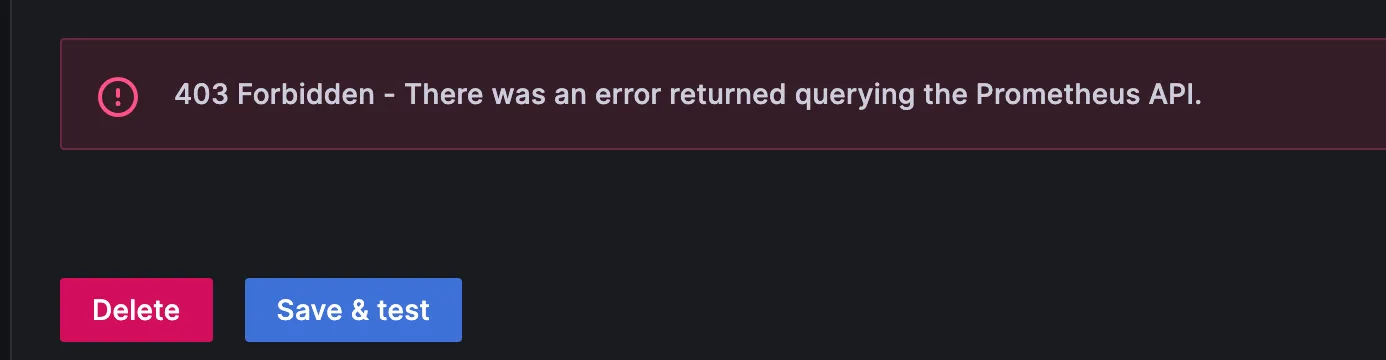 403 Forbidden - There was an error returned querying the Prometheus API.
Delete
Save & test